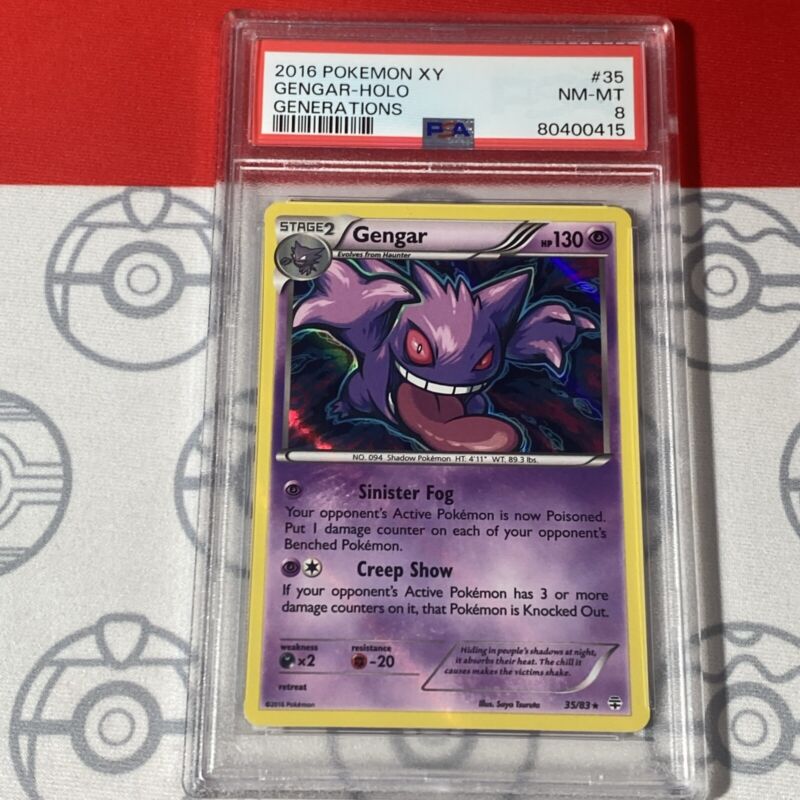 2016 POKEMON XY #35
GENGAR-HOLO NM-MT
GENERATIONS 8
PSA 80400415
STAGE2 Gengar HP130
Evolves from Haunter
NO. 094 Shadow Pokémon HT: 4'11" WT: 89.3 lbs.
Sinister Fog
Your opponent's Active Pokémon is now Poisoned.
Put 1 damage counter on each of your opponent's
Benched Pokémon.
Creep Show
If your opponent's Active Pokémon has 3 or more
damage counters on it, that Pokémon is Knocked Out.
weakness resistance
x2 -20
retreat
Hiding in people's shadows at night,
it absorbs their heat. The chill it
causes makes the victims shake.
©2016 Pokémon Illus. Saya Tsuruta 35/83